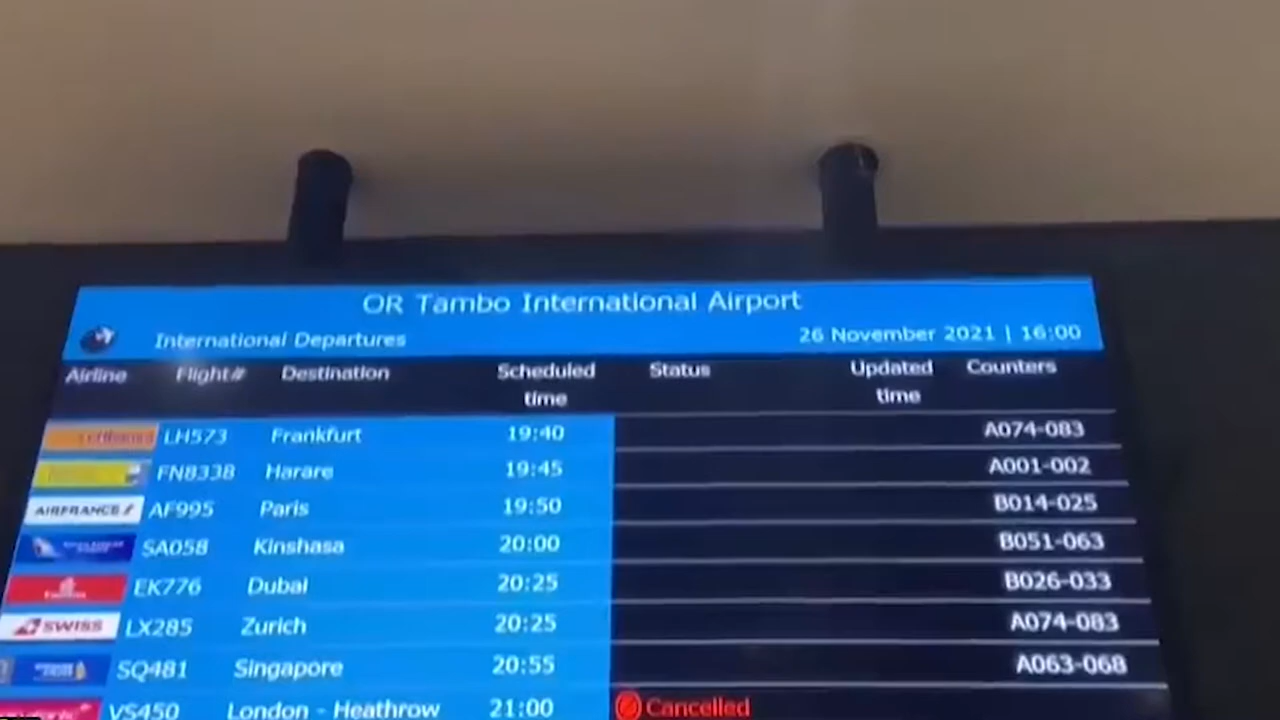 OR Tambo International Airport
International Departures 26 November 2021 | 16:00
Airline Flight# Destination Scheduled time Status Updated time Counters
LH573 Frankfurt 19:40 A074-083
FN8338 Harare 19:45 A001-002
AIRFRANCE AF995 Paris 19:50 B014-025
SA058 Kinshasa 20:00 B051-063
Emirates EK776 Dubai 20:25 B026-033
SWISS LX285 Zurich 20:25 A074-083
SQ481 Singapore 20:55 A063-068
VS450 London - Heathrow 21:00 Cancelled